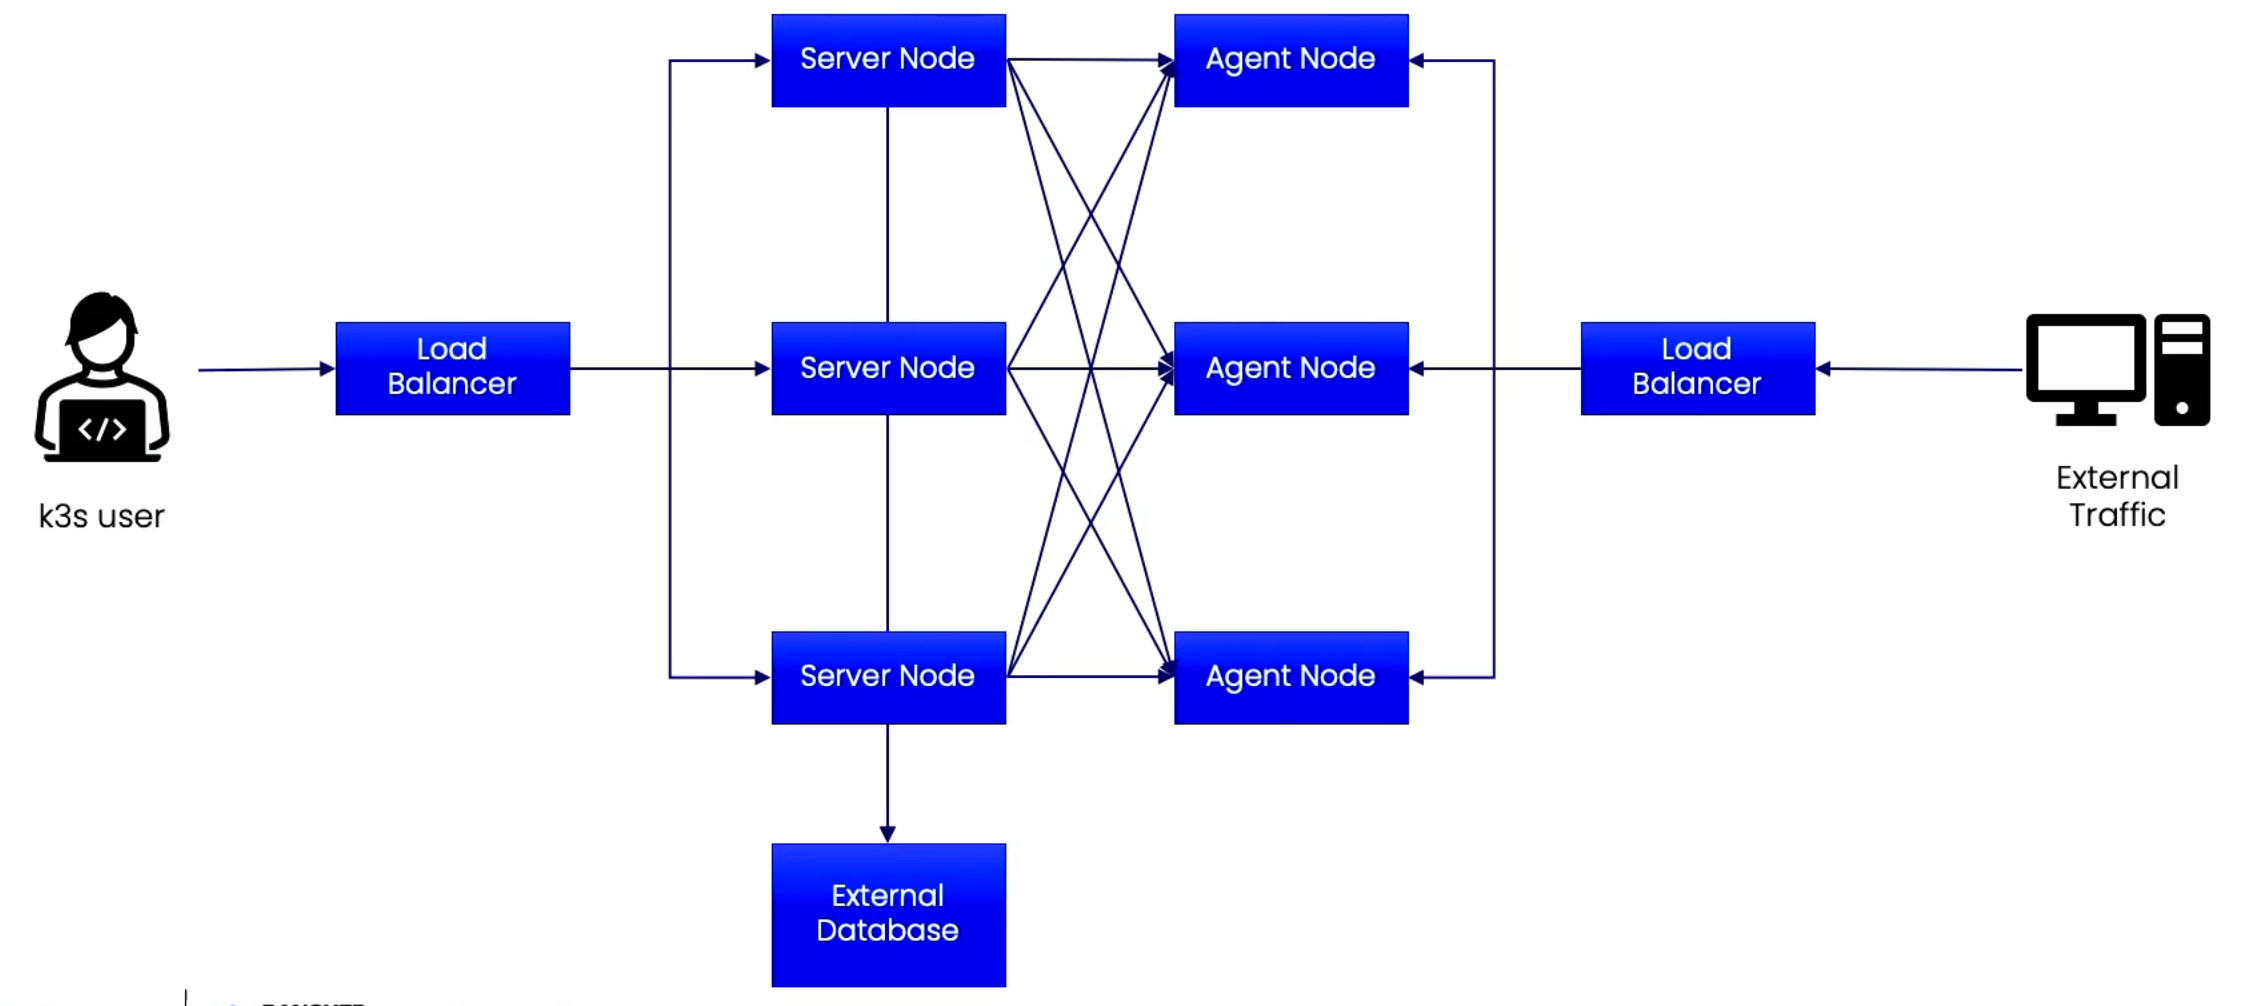 Server Node
Agent Node
Load
Balancer
Server Node
Agent Node
Load
Balancer
</>
k3s user
External
Traffic
Server Node
Agent Node
External
Database